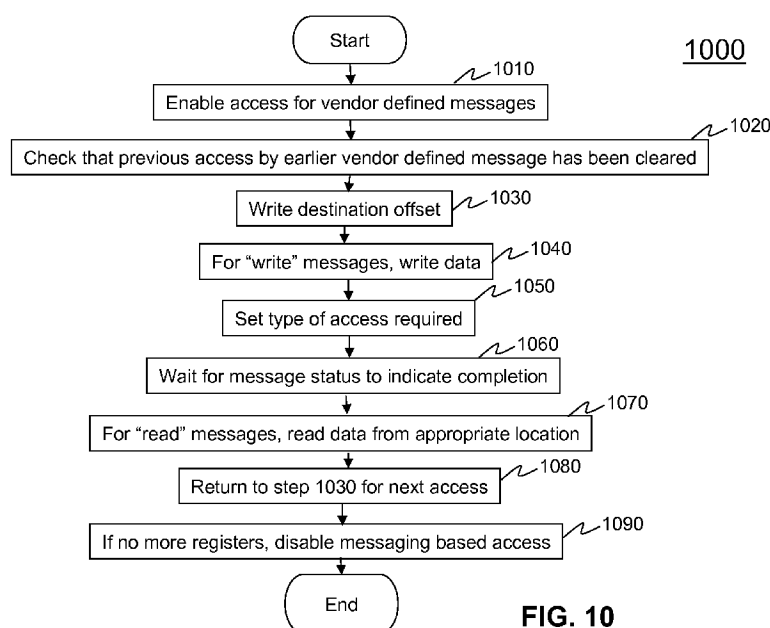 Start
1000
1010
Enable access for vendor defined messages
1020
Check that previous access by earlier vendor defined message has been cleared
Write destination offset
1030
For “write” messages, write data
1040
1050
Set type of access required
1060
Wait for message status to indicate completion
1070
For “read” messages, read data from appropriate location
1080
Return to step 1030 for next access
1090
If no more registers, disable messaging based access
End
FIG. 10